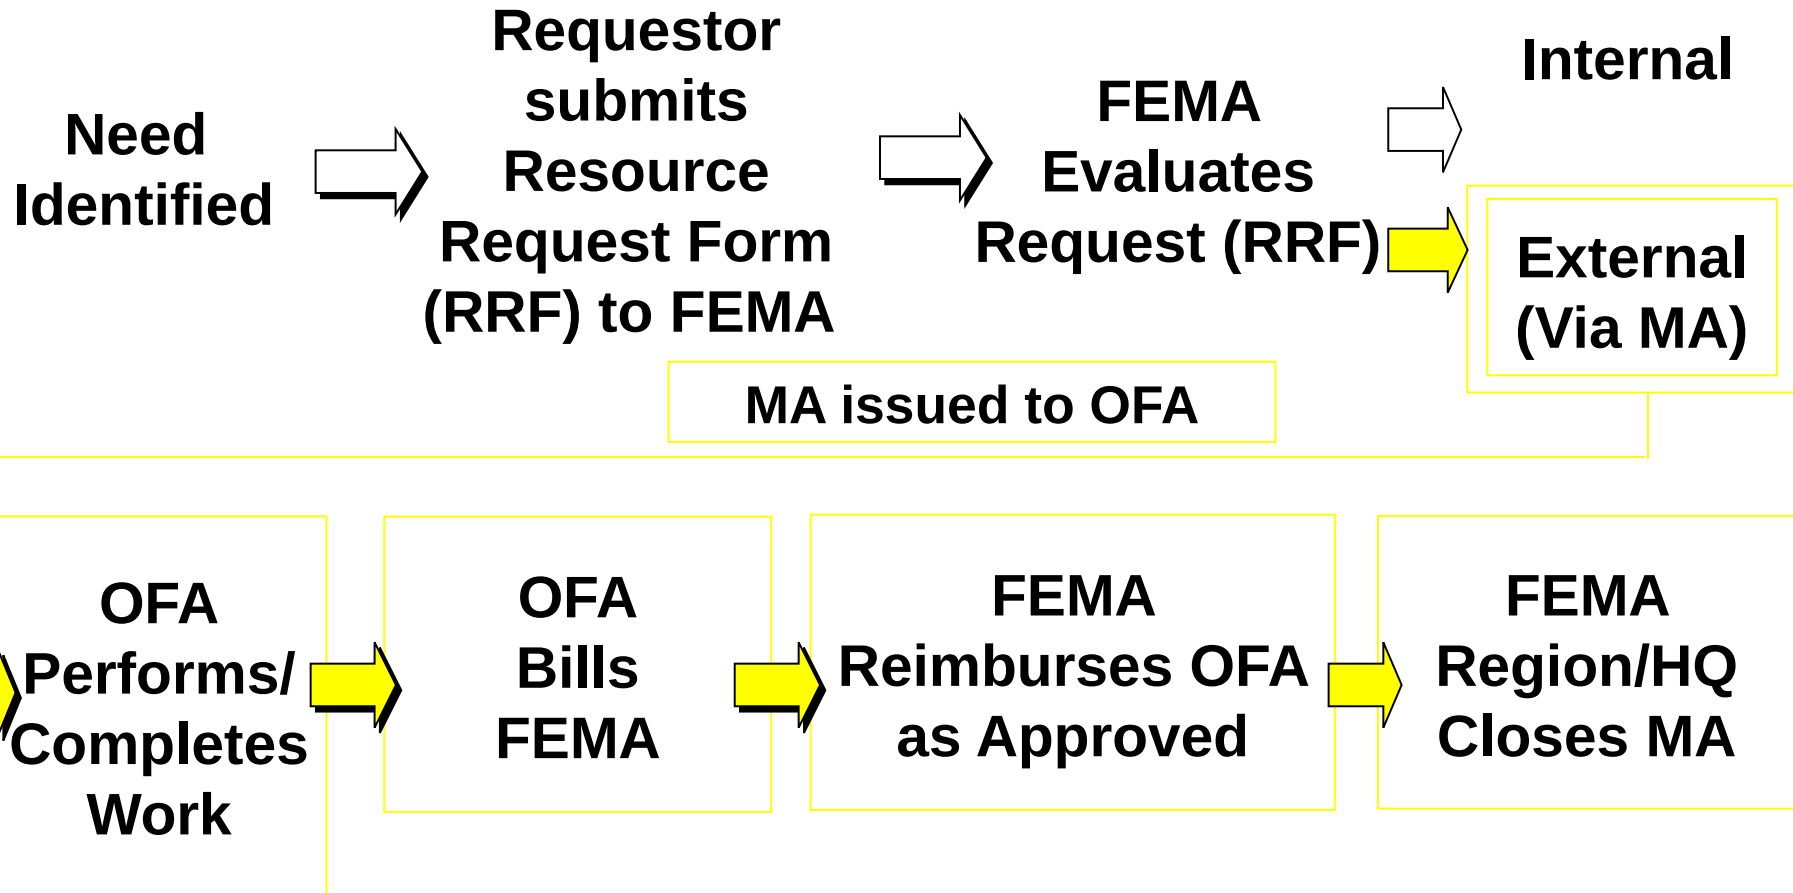 Need
Identified
Requestor
submits
Resource
Request Form
(RRF) to FEMA
FEMA
Evaluates
Request (RRF)
Internal
External
(Via MA)
MA issued to OFA
OFA
Performs/
Completes
Work
OFA
Bills
FEMA
FEMA
Reimburses OFA
as Approved
FEMA
Region/HQ
Closes MA